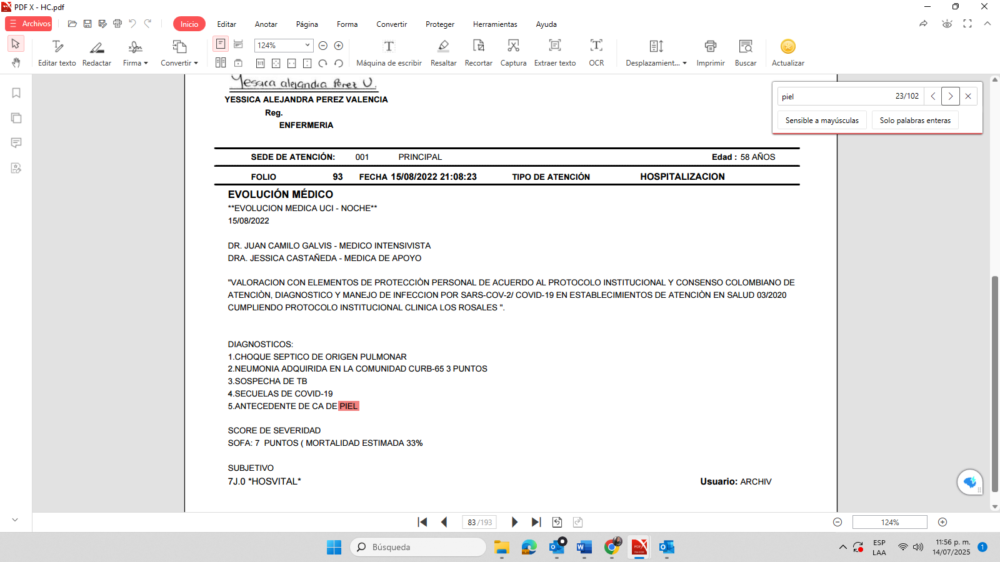 PDF X - HC.pdf
Archivos
Inicio
Editar
Anotar
Página
Forma
Convertir
Proteger
Herramientas
Ayuda
124%
Editar texto
Redactar
Firma
Convertir
Máquina de escribir
Resaltar
Recortar
Captura
Extraer texto
OCR
Desplazamient...
Imprimir
Buscar
Actualizar
piel 23/102
Sensible a mayúsculas Solo palabras enteras
Yessica alejandra Perez V.
YESSICA ALEJANDRA PEREZ VALENCIA
Reg.
ENFERMERIA
SEDE DE ATENCIÓN: 001 PRINCIPAL Edad : 58 AÑOS
FOLIO 93 FECHA 15/08/2022 21:08:23 TIPO DE ATENCIÓN HOSPITALIZACION
EVOLUCIÓN MÉDICO
**EVOLUCION MEDICA UCI - NOCHE**
15/08/2022
DR. JUAN CAMILO GALVIS - MEDICO INTENSIVISTA
DRA. JESSICA CASTAÑEDA - MEDICA DE APOYO
"VALORACION CON ELEMENTOS DE PROTECCIÒN PERSONAL DE ACUERDO AL PROTOCOLO INSTITUCIONAL Y CONSENSO COLOMBIANO DE
ATENCIÒN, DIAGNOSTICO Y MANEJO DE INFECCION POR SARS-COV-2/ COVID-19 EN ESTABLECIMIENTOS DE ATENCIÒN EN SALUD 03/2020
CUMPLIENDO PROTOCOLO INSTITUCIONAL CLINICA LOS ROSALES ".
DIAGNOSTICOS:
1.CHOQUE SEPTICO DE ORIGEN PULMONAR
2.NEUMONIA ADQUIRIDA EN LA COMUNIDAD CURB-65 3 PUNTOS
3.SOSPECHA DE TB
4.SECUELAS DE COVID-19
5.ANTECEDENTE DE CA DE PIEL
SCORE DE SEVERIDAD
SOFA: 7 PUNTOS ( MORTALIDAD ESTIMADA 33%
SUBJETIVO
7J.0 *HOSVITAL* Usuario: ARCHIV
83 /193
124%
Búsqueda
ESP
LAA
11:56 p. m.
14/07/2025
1